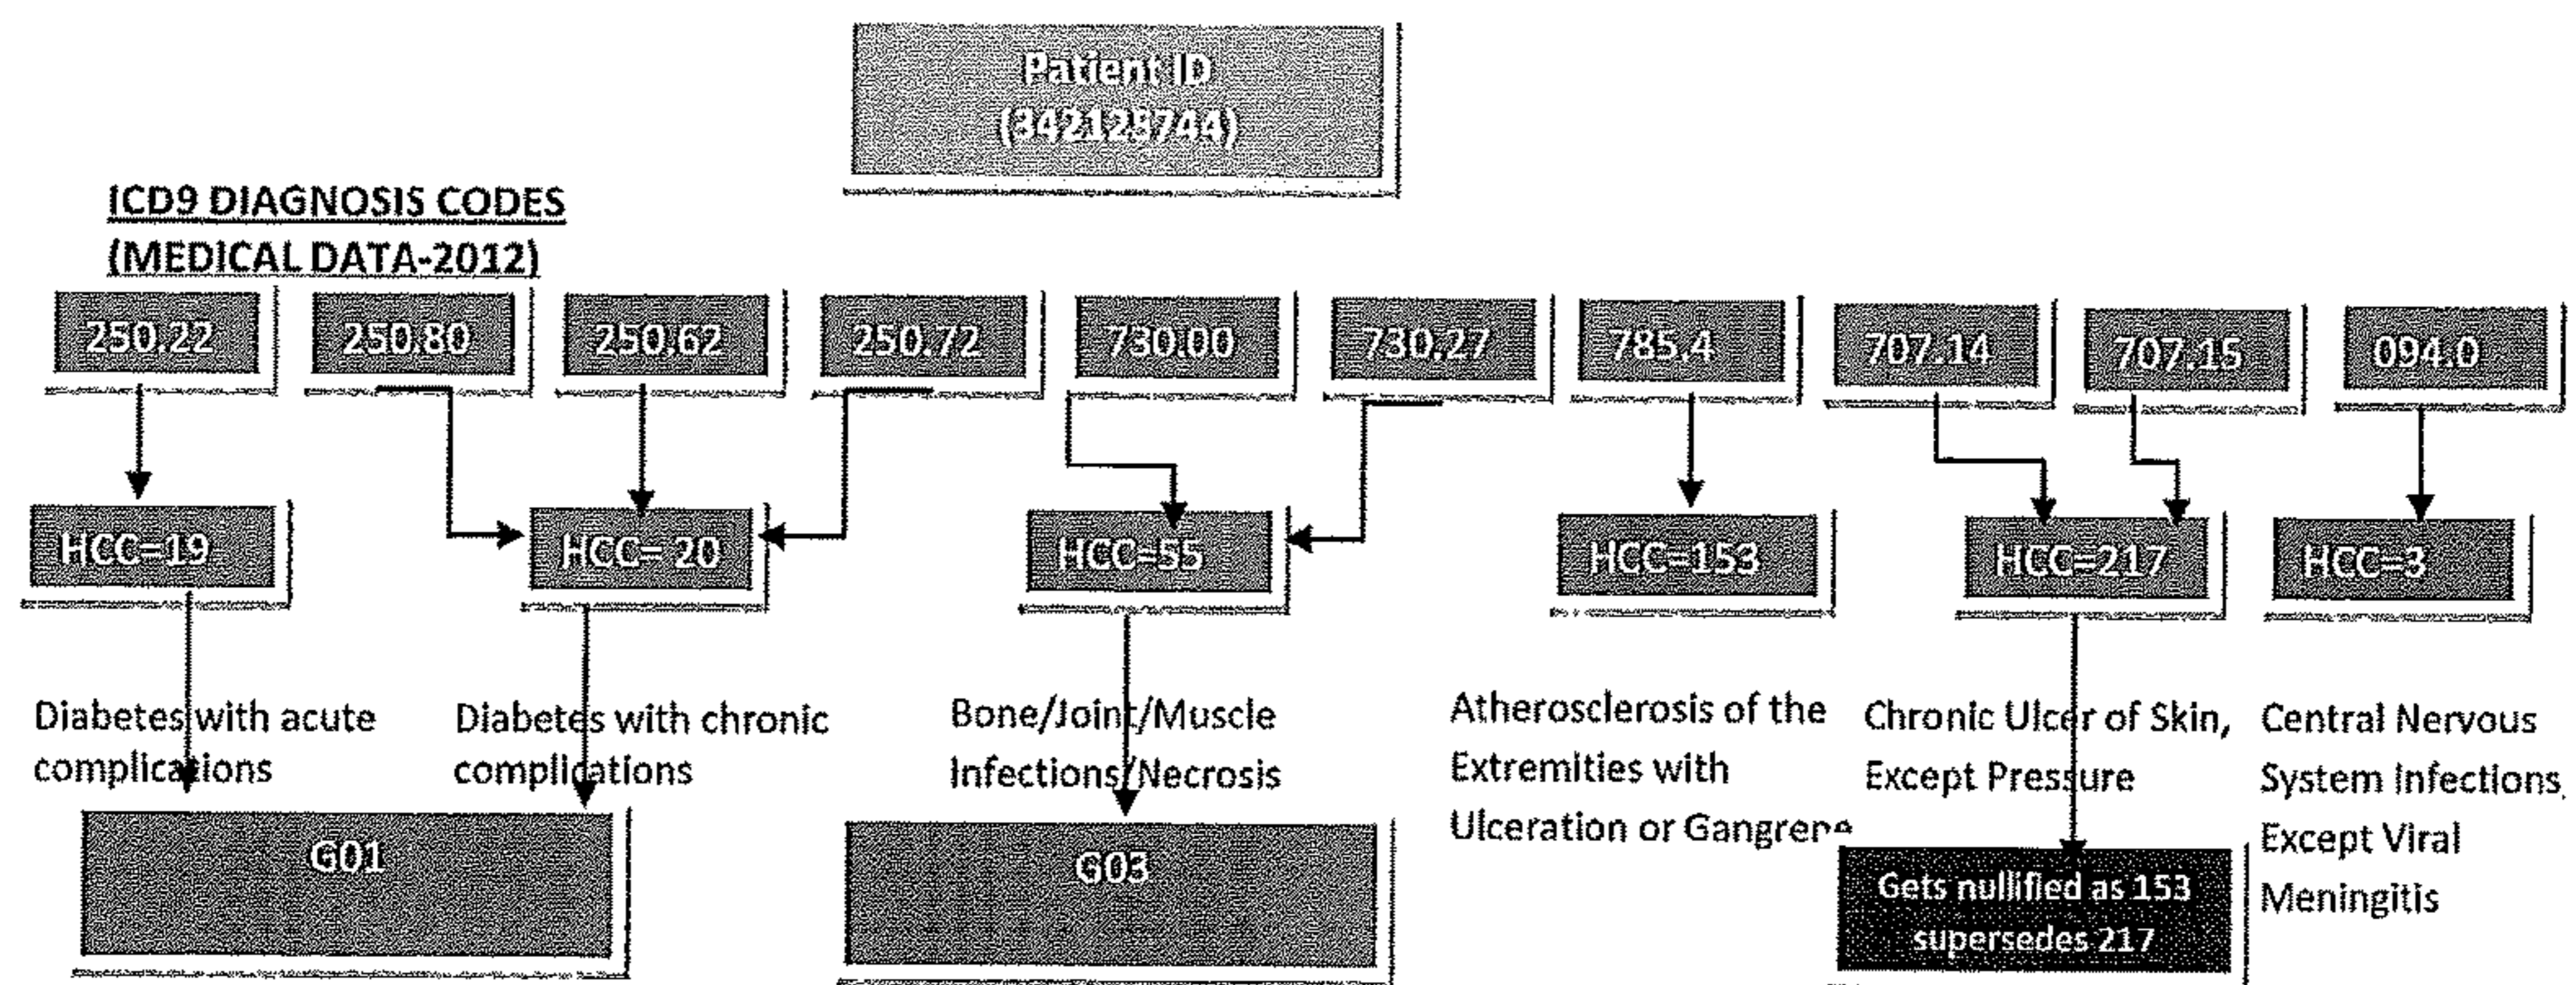 Patient ID
(342123744)
ICD9 DIAGNOSIS CODES
(MEDICAL DATA-2012)
250.22
250.80
250.62
250.72
730.00
730.27
785.4
707.14
707.15
094.0
HCC=19
HCC= 20
HCC=55
HCC=153
HCC=217
HCC=3
Diabetes with acute
complications
Diabetes with chronic
complications
Bone/Joint/Muscle
Infections/Necrosis
Atherosclerosis of the
Extremities with
Ulceration or Gangrene
Chronic Ulcer of Skin,
Except Pressure
Central Nervous
System Infections
Except Viral
Meningitis
G01
G03
Gets nullified as 153
supersedes 217